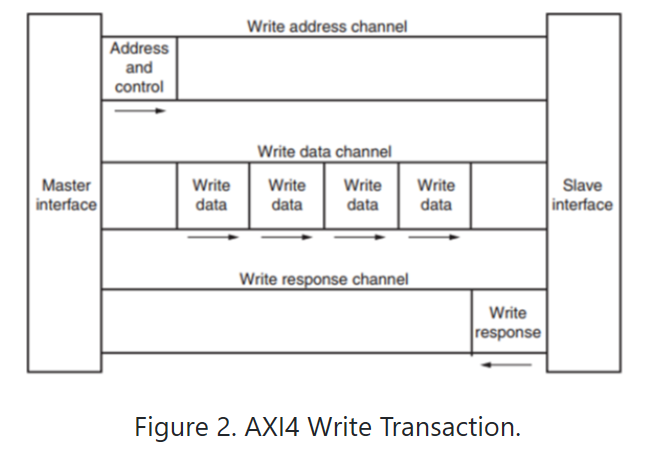 Write address channel
Address
and
control
Write data channel
Master
interface
Write
data
Write
data
Write
data
Write
data
Slave
interface
Write response channel
Write
response
Figure 2. AXI4 Write Transaction.